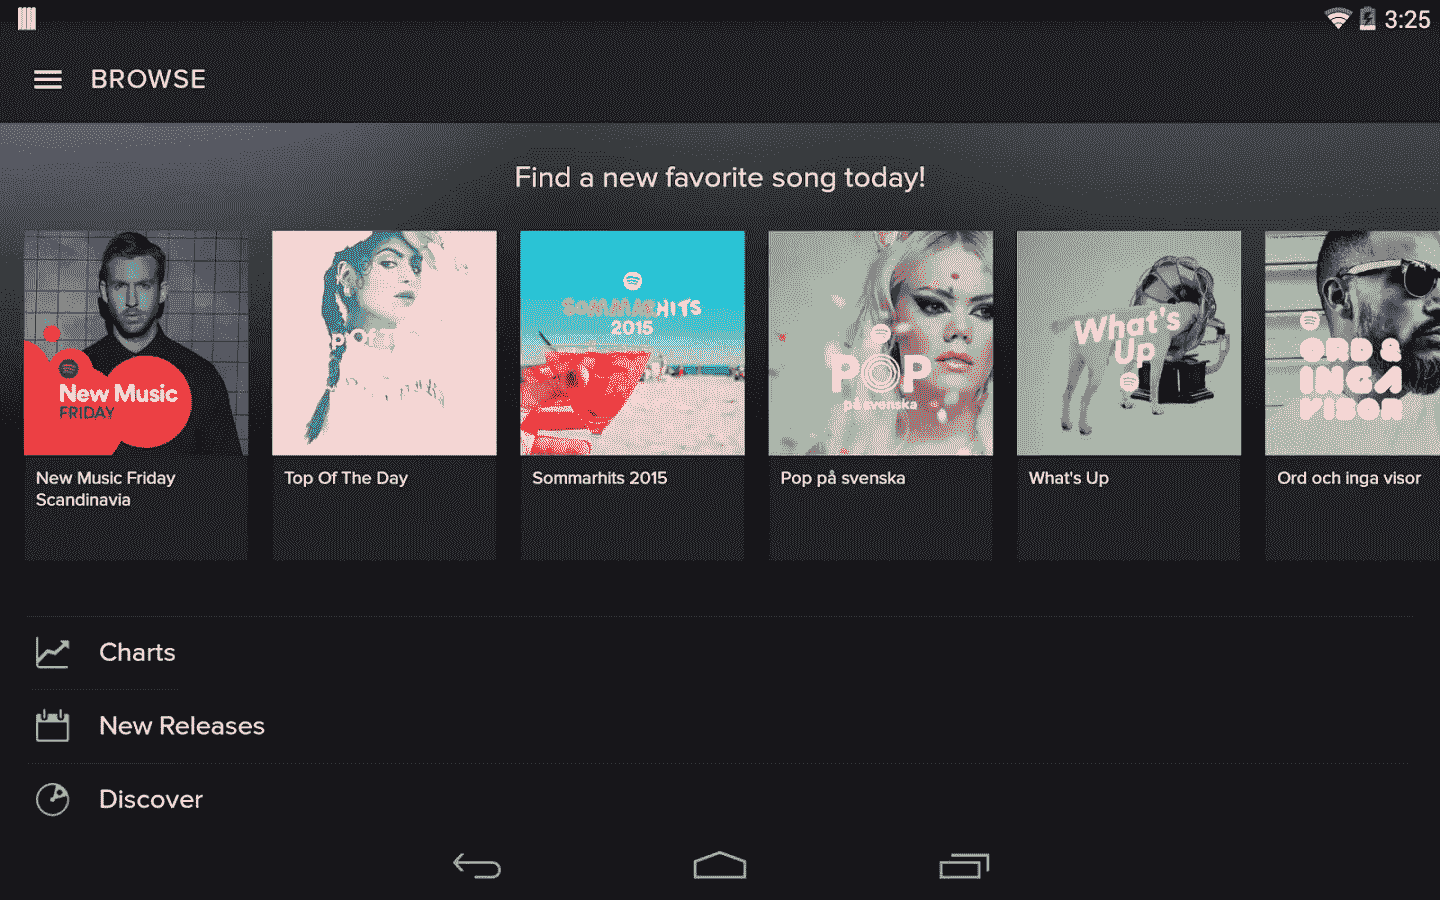 3:25
BROWSE
Find a new favorite song today!
New Music
FRIDAY
SOMMARHITS
2015
POP
på svenska
What's
Up
ORD &
INGA
VISOR
New Music Friday
Scandinavia
Top Of The Day
Sommarhits 2015
Pop på svenska
What's Up
Ord och inga visor
Charts
New Releases
Discover